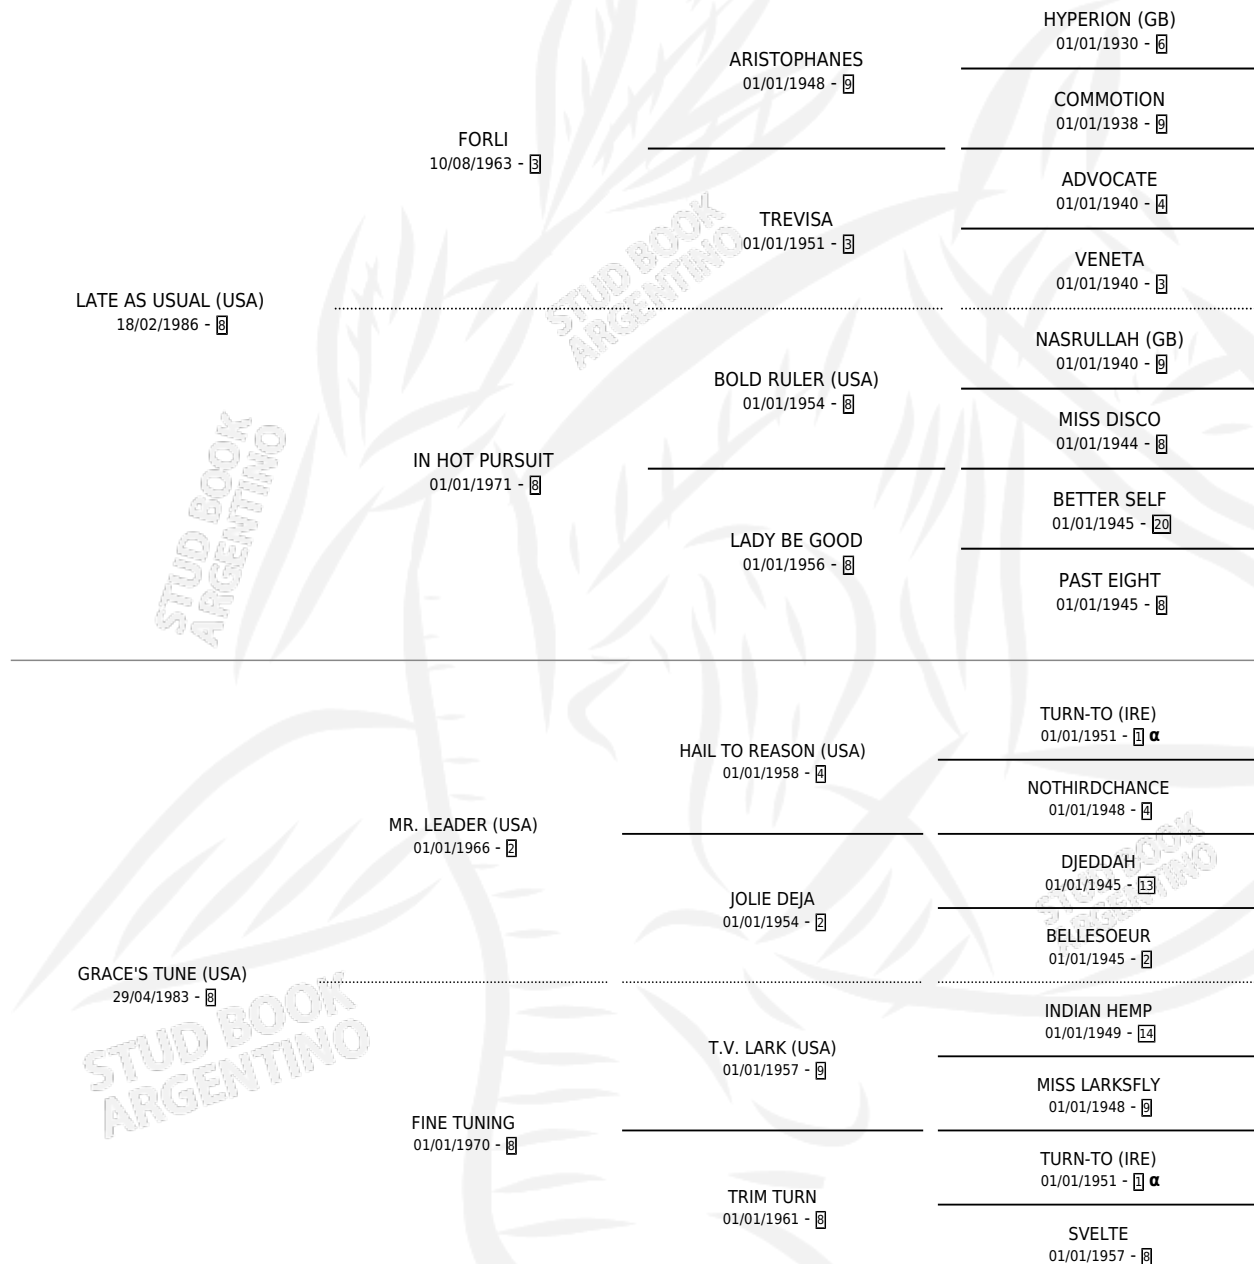 HYPERION (GB)
01/01/1930 - 6
ARISTOPHANES
01/01/1948 - 9
COMMOTION
01/01/1938 - 9
FORLI
10/08/1963 - 3
ADVOCATE
01/01/1940 - 4
TREVISA
01/01/1951 - 3
VENETA
01/01/1940 - 3
LATE AS USUAL (USA)
18/02/1986 - 8
NASRULLAH (GB)
01/01/1940 - 9
BOLD RULER (USA)
01/01/1954 - 8
MISS DISCO
01/01/1944 - 8
IN HOT PURSUIT
01/01/1971 - 8
BETTER SELF
01/01/1945 - 20
LADY BE GOOD
01/01/1956 - 8
PAST EIGHT
01/01/1945 - 8
TURN-TO (IRE)
01/01/1951 - 1 α
HAIL TO REASON (USA)
01/01/1958 - 4
NOTHIRDCHANCE
01/01/1948 - 4
MR. LEADER (USA)
01/01/1966 - 2
DJEDDAH
01/01/1945 - 13
JOLIE DEJA
01/01/1954 - 2
BELLESOEUR
01/01/1945 - 2
GRACE'S TUNE (USA)
29/04/1983 - 8
INDIAN HEMP
01/01/1949 - 14
T.V. LARK (USA)
01/01/1957 - 9
MISS LARKSFLY
01/01/1948 - 9
FINE TUNING
01/01/1970 - 8
TURN-TO (IRE)
01/01/1951 - 1 α
TRIM TURN
01/01/1961 - 8
SVELTE
01/01/1957 - 8
STUD BOOK
ARGENTINO
STUD BOOK
ARGENTINO
STUD BOOK
ARGENTINO
STUD BOOK
ARGENTINO